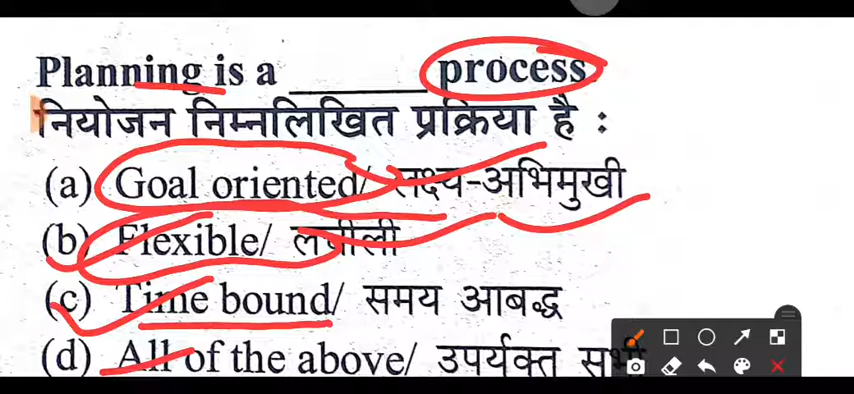 Planning is a ______ process
नियोजन निम्नलिखित प्रक्रिया है :
(a) Goal oriented/ लक्ष्य-अभिमुखी
(b) Flexible/ लचीली
(c) Time bound/ समय आबद्ध
(d) All of the above/ उपर्यक्त सभी